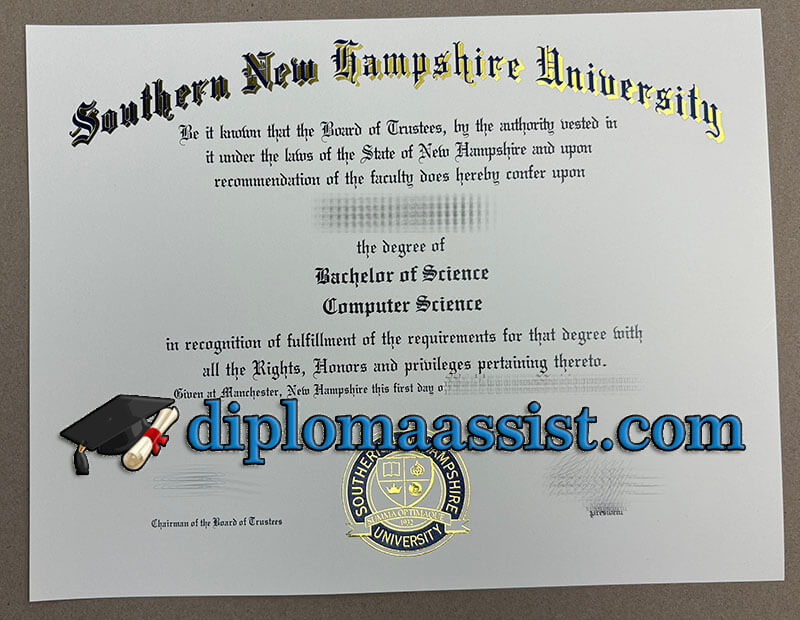 Southern New Hampshire University
Be it known that the Board of Trustees, by the authority vested in
it under the laws of the State of New Hampshire and upon
recommendation of the faculty does hereby confer upon
the degree of
Bachelor of Science
Computer Science
in recognition of fulfillment of the requirements for that degree with
all the Rights, Honors and privileges pertaining thereto.
Given at Manchester, New Hampshire this first day o
diplomaassist.com
SOUTHERN HAMPSHIRE
SUMMA OPTIMAQUE
1932
UNIVERSITY
Chairman of the Board of Trustees
President